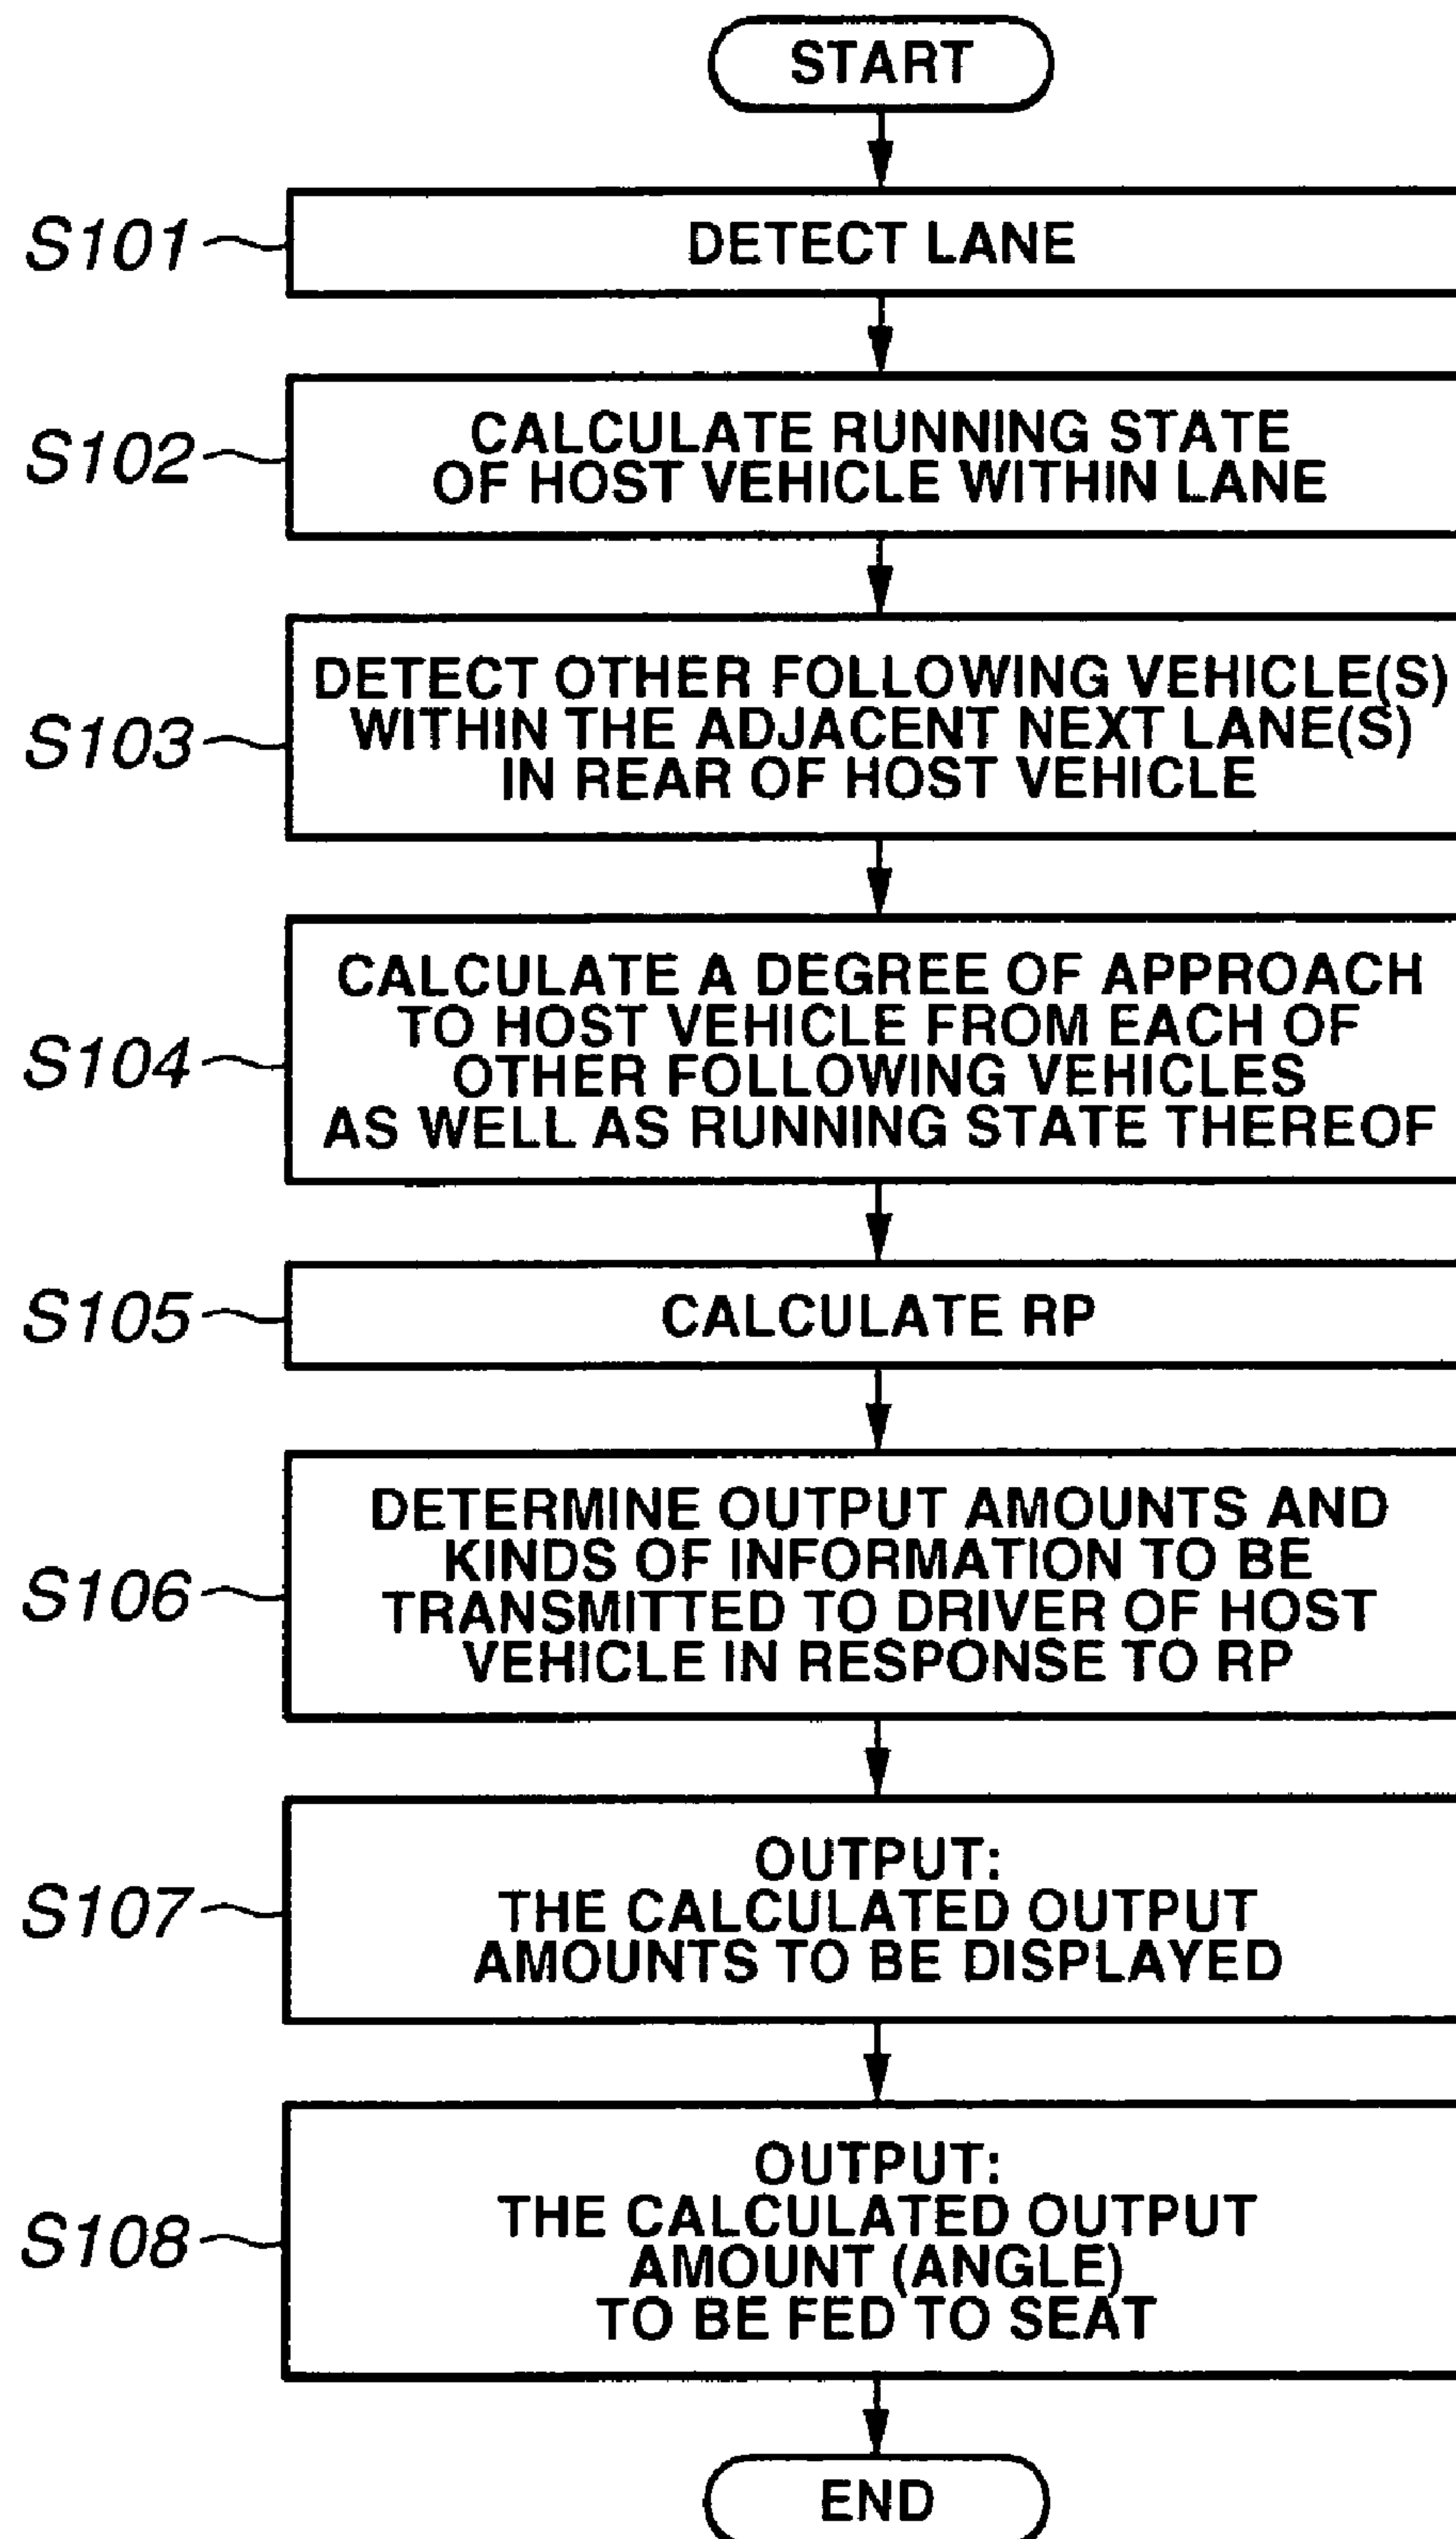 START
S101
DETECT LANE
S102
CALCULATE RUNNING STATE
OF HOST VEHICLE WITHIN LANE
S103
DETECT OTHER FOLLOWING VEHICLE(S)
WITHIN THE ADJACENT NEXT LANE(S)
IN REAR OF HOST VEHICLE
S104
CALCULATE A DEGREE OF APPROACH
TO HOST VEHICLE FROM EACH OF
OTHER FOLLOWING VEHICLES
AS WELL AS RUNNING STATE THEREOF
S105
CALCULATE RP
S106
DETERMINE OUTPUT AMOUNTS AND
KINDS OF INFORMATION TO BE
TRANSMITTED TO DRIVER OF HOST
VEHICLE IN RESPONSE TO RP
S107
OUTPUT:
THE CALCULATED OUTPUT
AMOUNTS TO BE DISPLAYED
S108
OUTPUT:
THE CALCULATED OUTPUT
AMOUNT (ANGLE)
TO BE FED TO SEAT
END